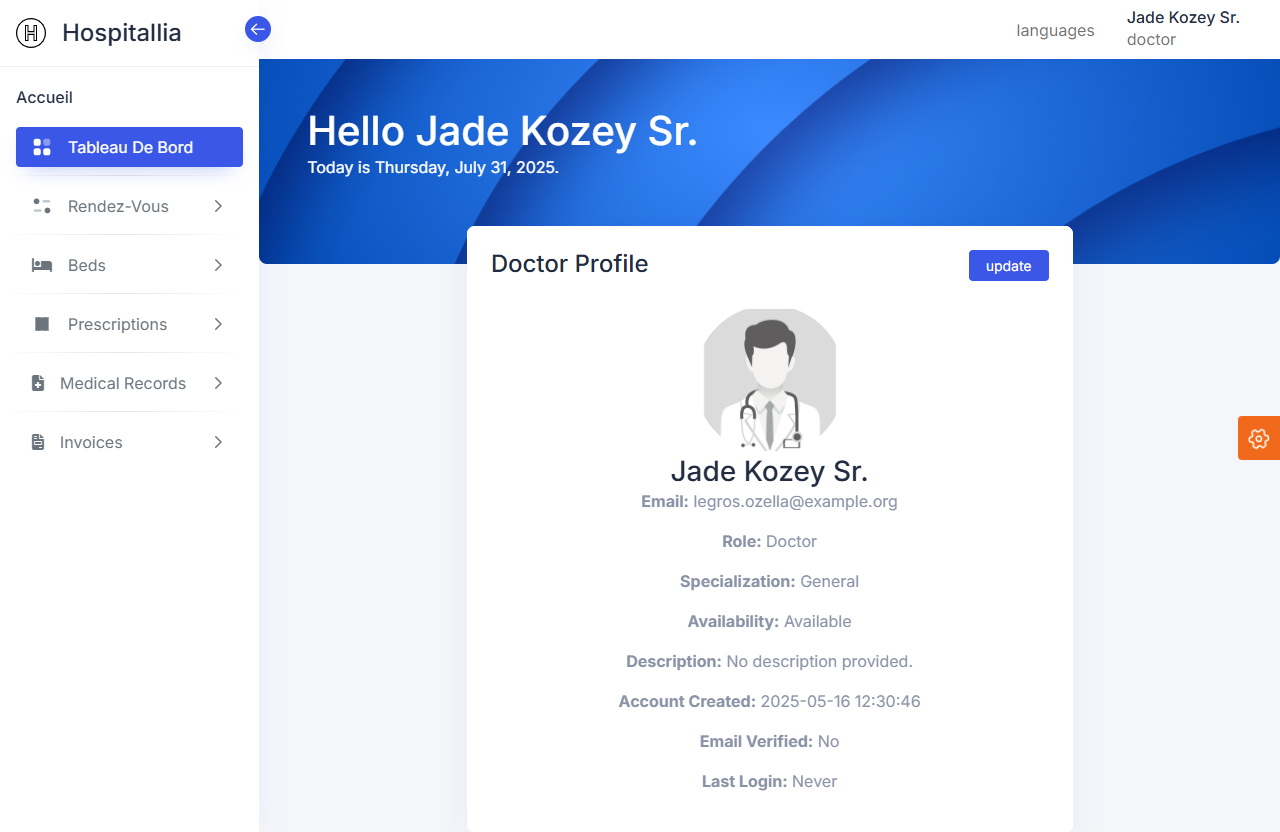 Hospitallia
languages
Jade Kozey Sr.
doctor
Accueil
Tableau De Bord
Rendez-Vous
Beds
Prescriptions
Medical Records
Invoices
Hello Jade Kozey Sr.
Today is Thursday, July 31, 2025.
Doctor Profile
update
Jade Kozey Sr.
Email: legros.ozella@example.org
Role: Doctor
Specialization: General
Availability: Available
Description: No description provided.
Account Created: 2025-05-16 12:30:46
Email Verified: No
Last Login: Never